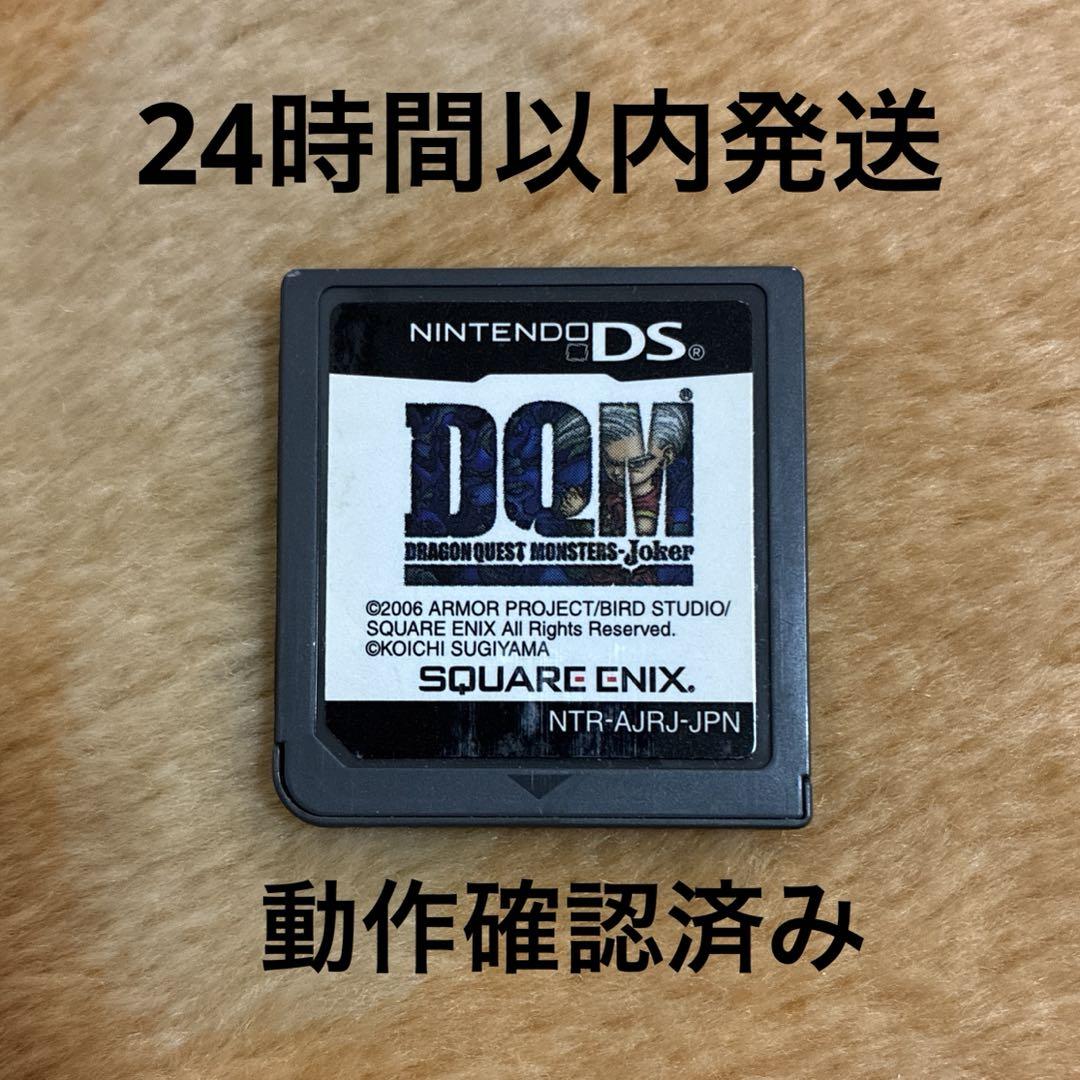 24時間以内発送
NINTENDO DS®
DQM®
DRAGON QUEST MONSTERS-Joker
©2006 ARMOR PROJECT/BIRD STUDIO/
SQUARE ENIX All Rights Reserved.
©KOICHI SUGIYAMA
SQUARE ENIX.
NTR-AJRJ-JPN
動作確認済み